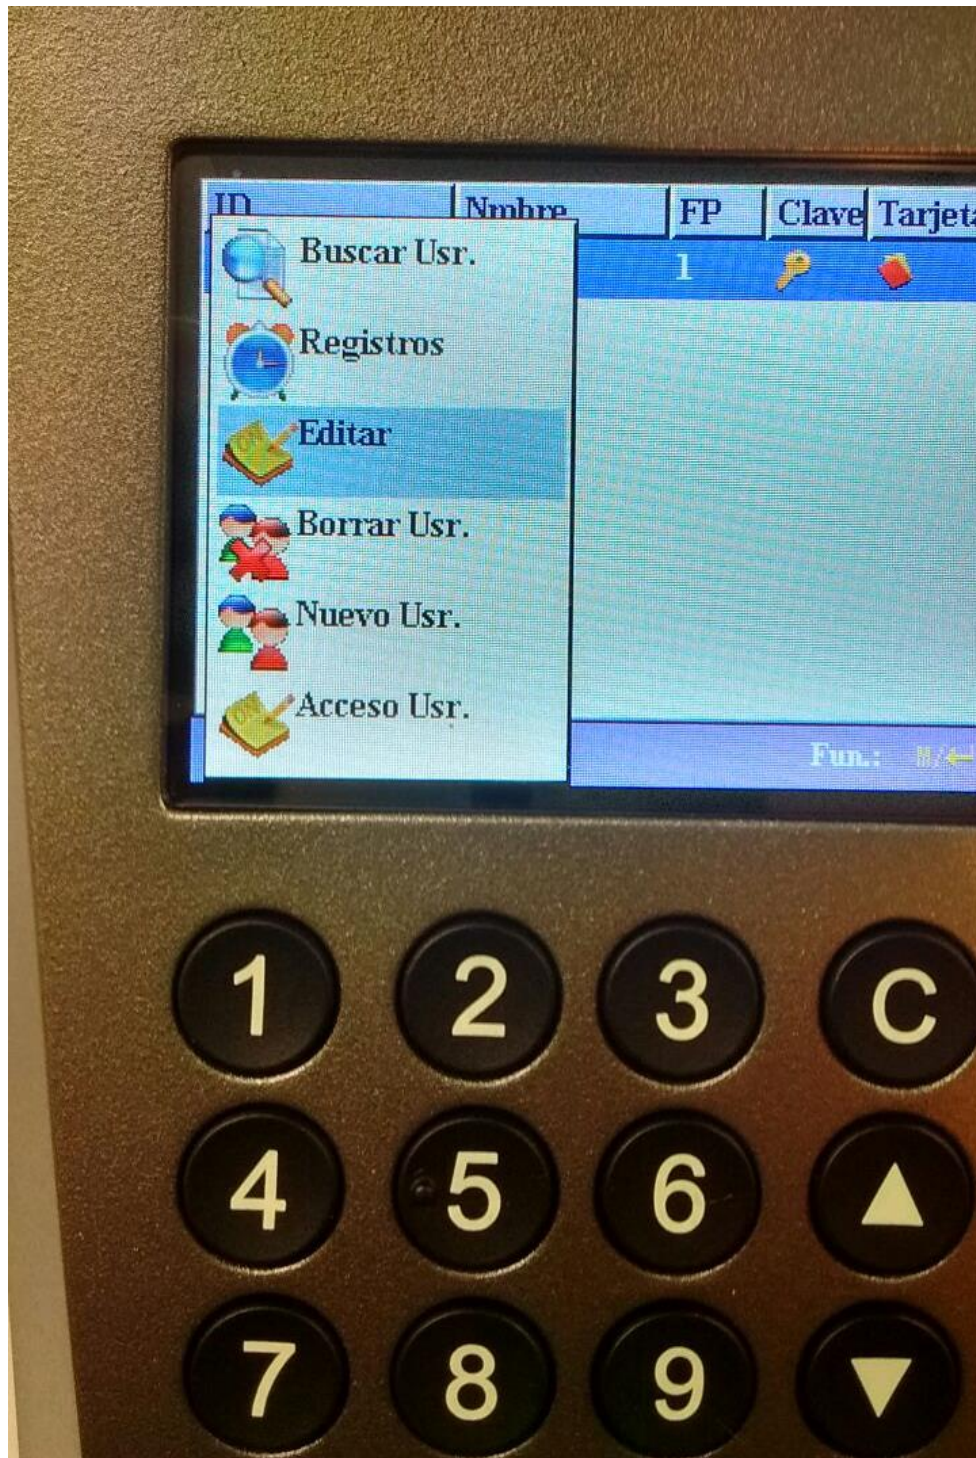 ID Nmbre FP Clave Tarjeta
1
Buscar Usr.
Registros
Editar
Borrar Usr.
Nuevo Usr.
Acceso Usr.
Fun.: M/←
1 2 3 C
4 5 6 ▲
7 8 9 ▼